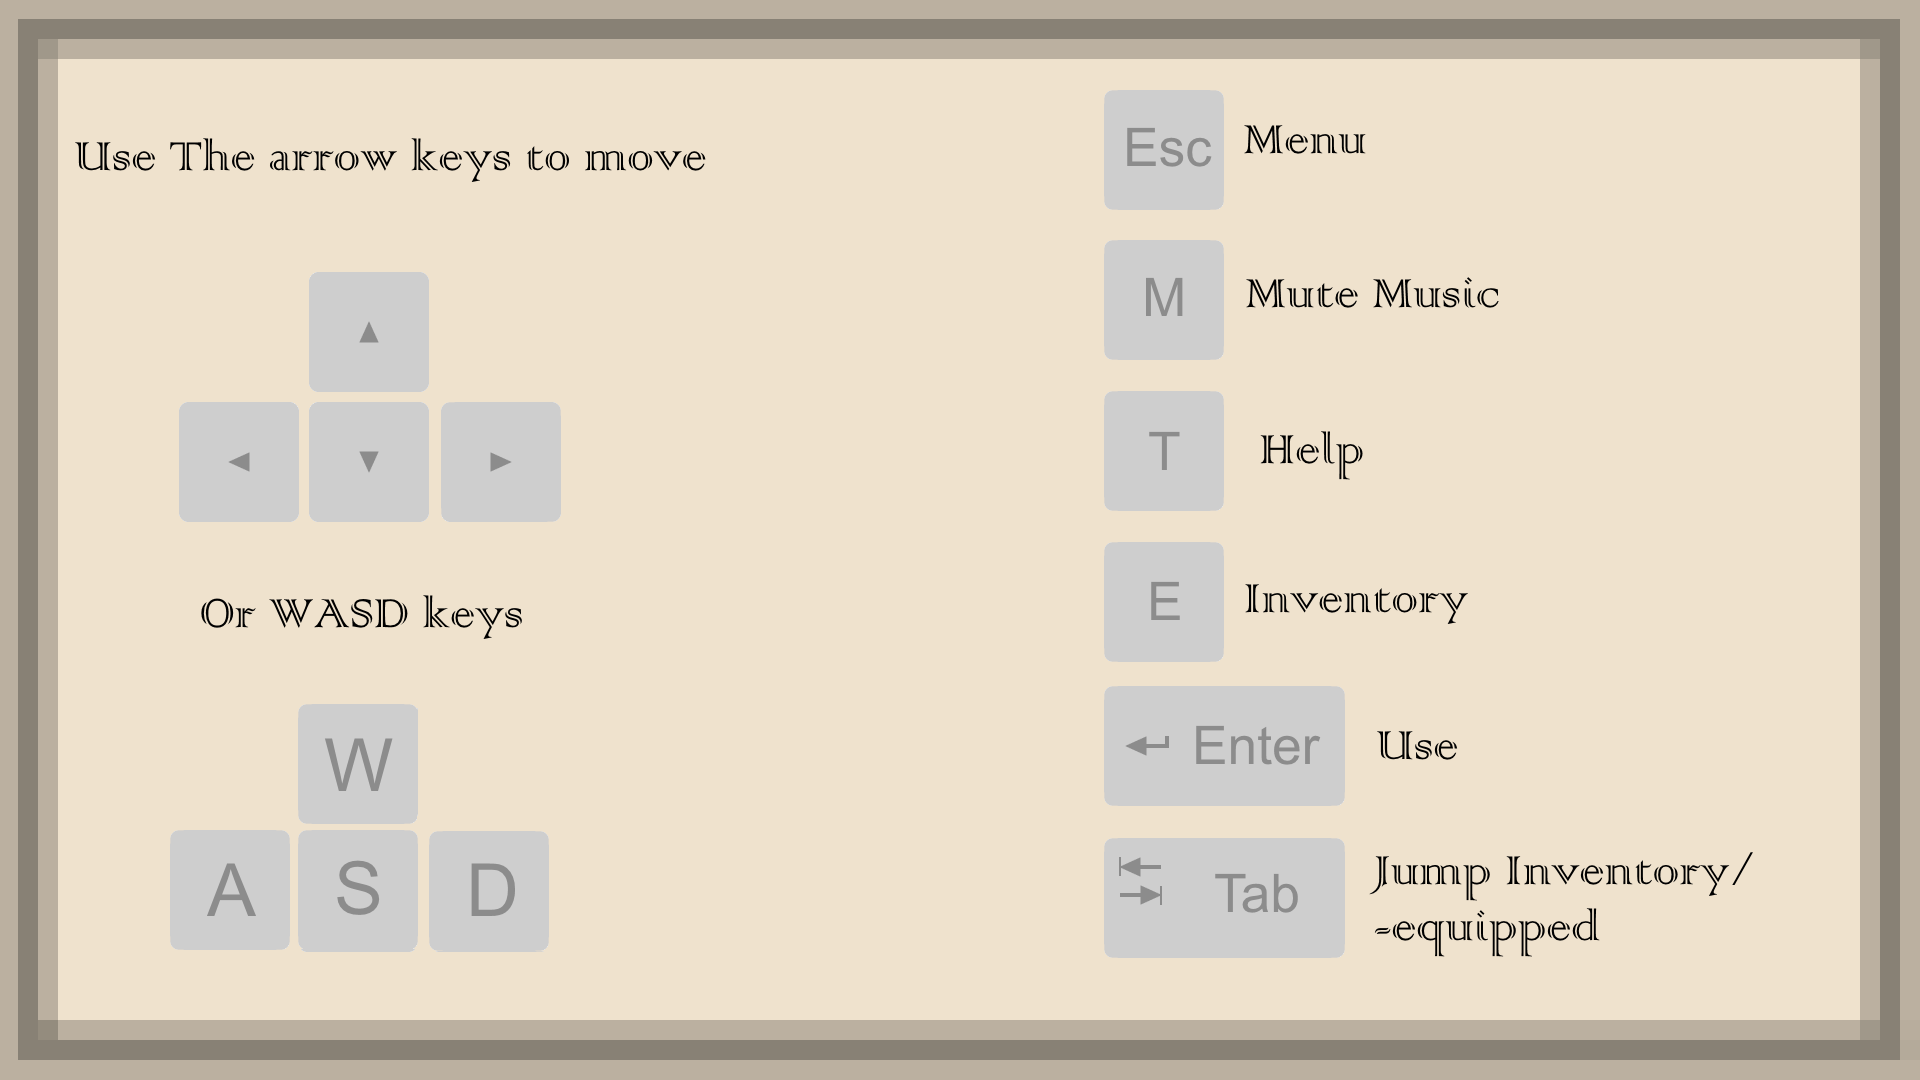 Use The arrow keys to move
▲
◄ ▼ ►
Or WASD keys
W
A S D
Esc Menu
M Mute Music
T Help
E Inventory
Enter Use
Tab Jump Inventory/
-equipped